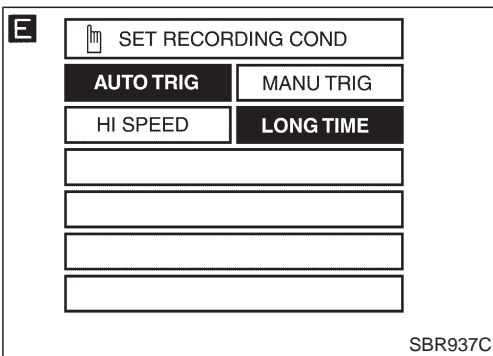 E
SET RECORDING COND
AUTO TRIG MANU TRIG
HI SPEED LONG TIME
SBR937C